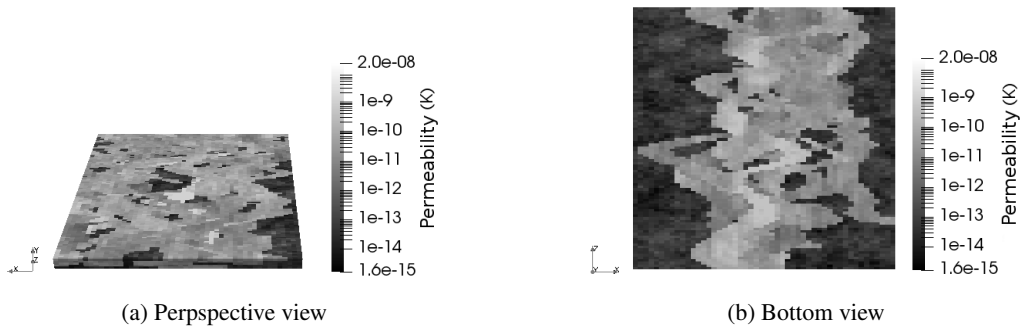 2.0e-08
1e-9
1e-10
1e-11
1e-12
1e-13
1e-14
1.6e-15
Permeability (K)
Y
Z
X
(a) Perpspective view
2.0e-08
1e-9
1e-10
1e-11
1e-12
1e-13
1e-14
1.6e-15
Permeability (K)
Z
Y
X
(b) Bottom view